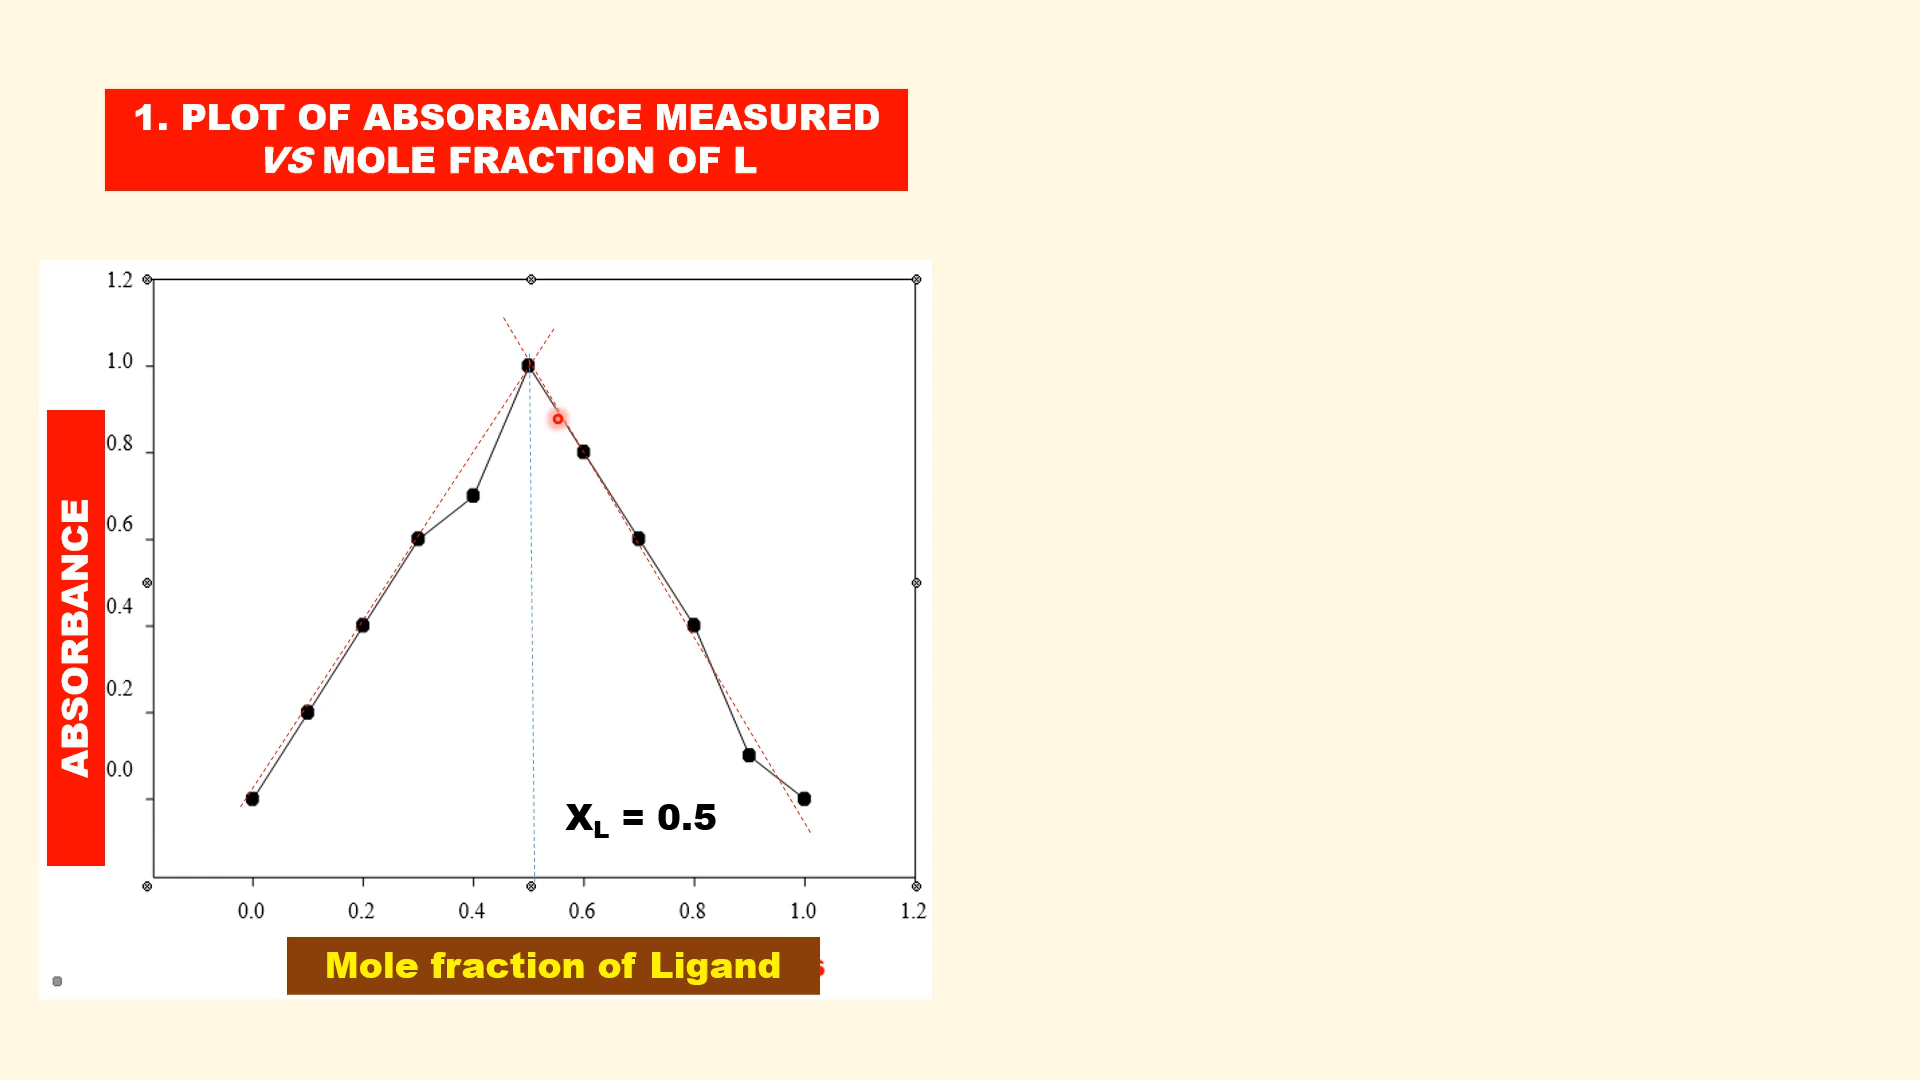 1. PLOT OF ABSORBANCE MEASURED
VS MOLE FRACTION OF L
1.2
1.0
0.8
0.6
0.4
0.2
0.0
ABSORBANCE
X_L = 0.5
0.0 0.2 0.4 0.6 0.8 1.0 1.2
Mole fraction of Ligand